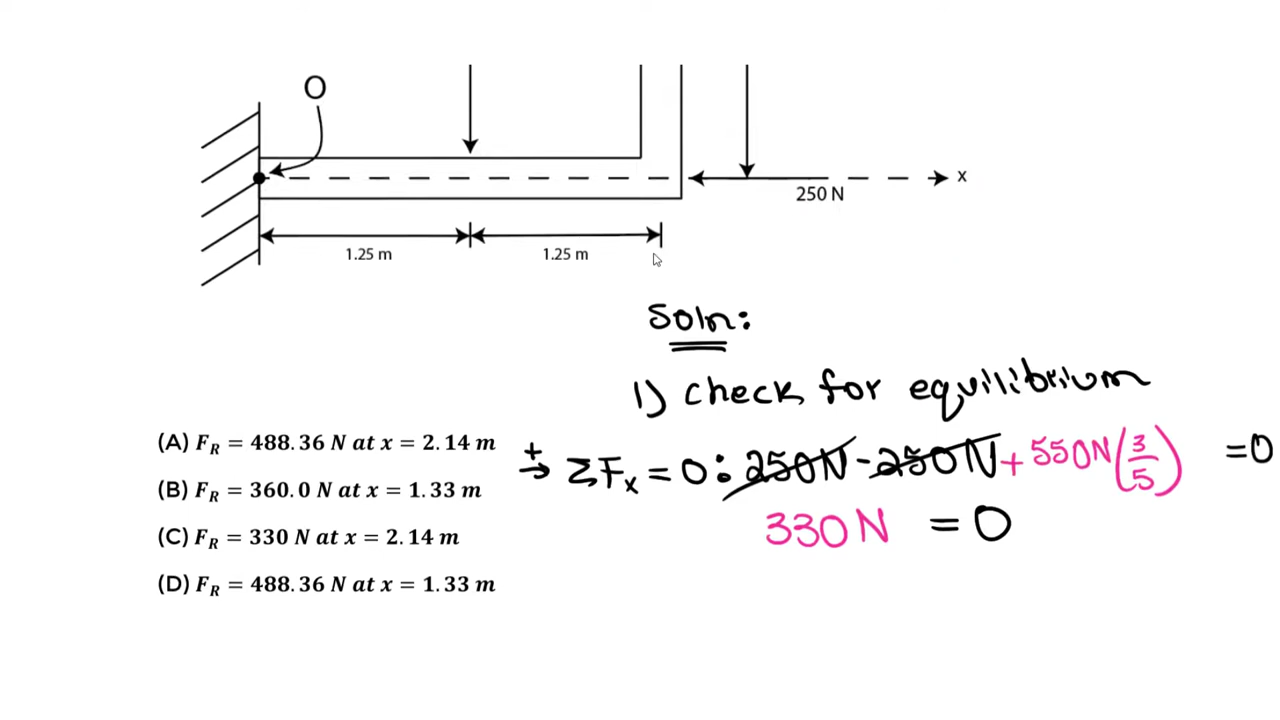 O
x
250 N
1.25 m 1.25 m
Soln:
1) check for equilibrium
(A) F_R = 488.36 N at x = 2.14 m
+→ ΣFx = 0: 250N - 250N + 550N(3/5) = 0
(B) F_R = 360.0 N at x = 1.33 m
330N = 0
(C) F_R = 330 N at x = 2.14 m
(D) F_R = 488.36 N at x = 1.33 m